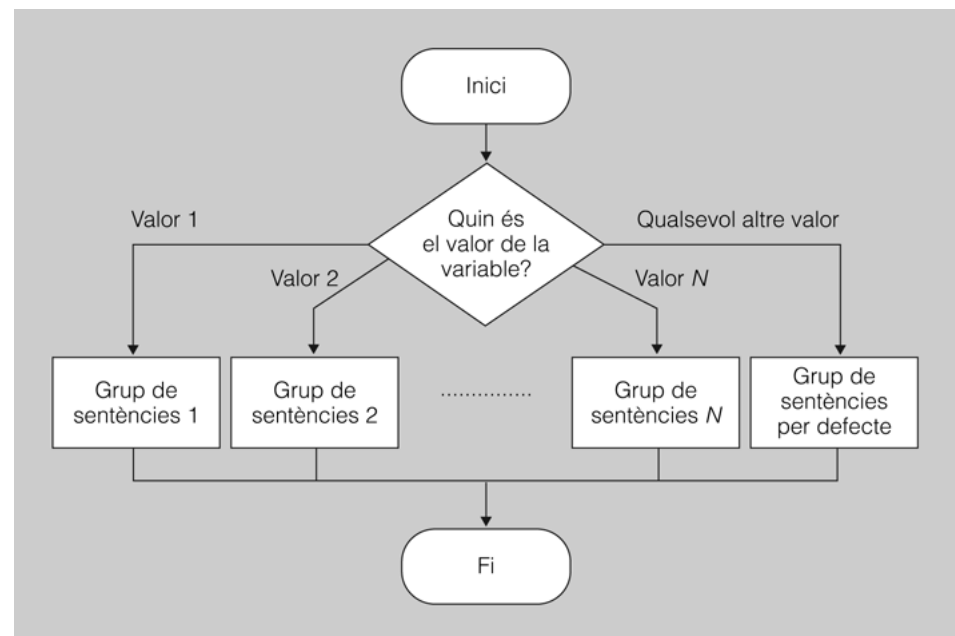 Inici
Valor 1
Quin és
el valor de la
variable?
Qualsevol altre valor
Valor 2
Valor N
Grup de
sentències 1
Grup de
sentències 2
...............
Grup de
sentències N
Grup de
sentències
per defecte
Fi